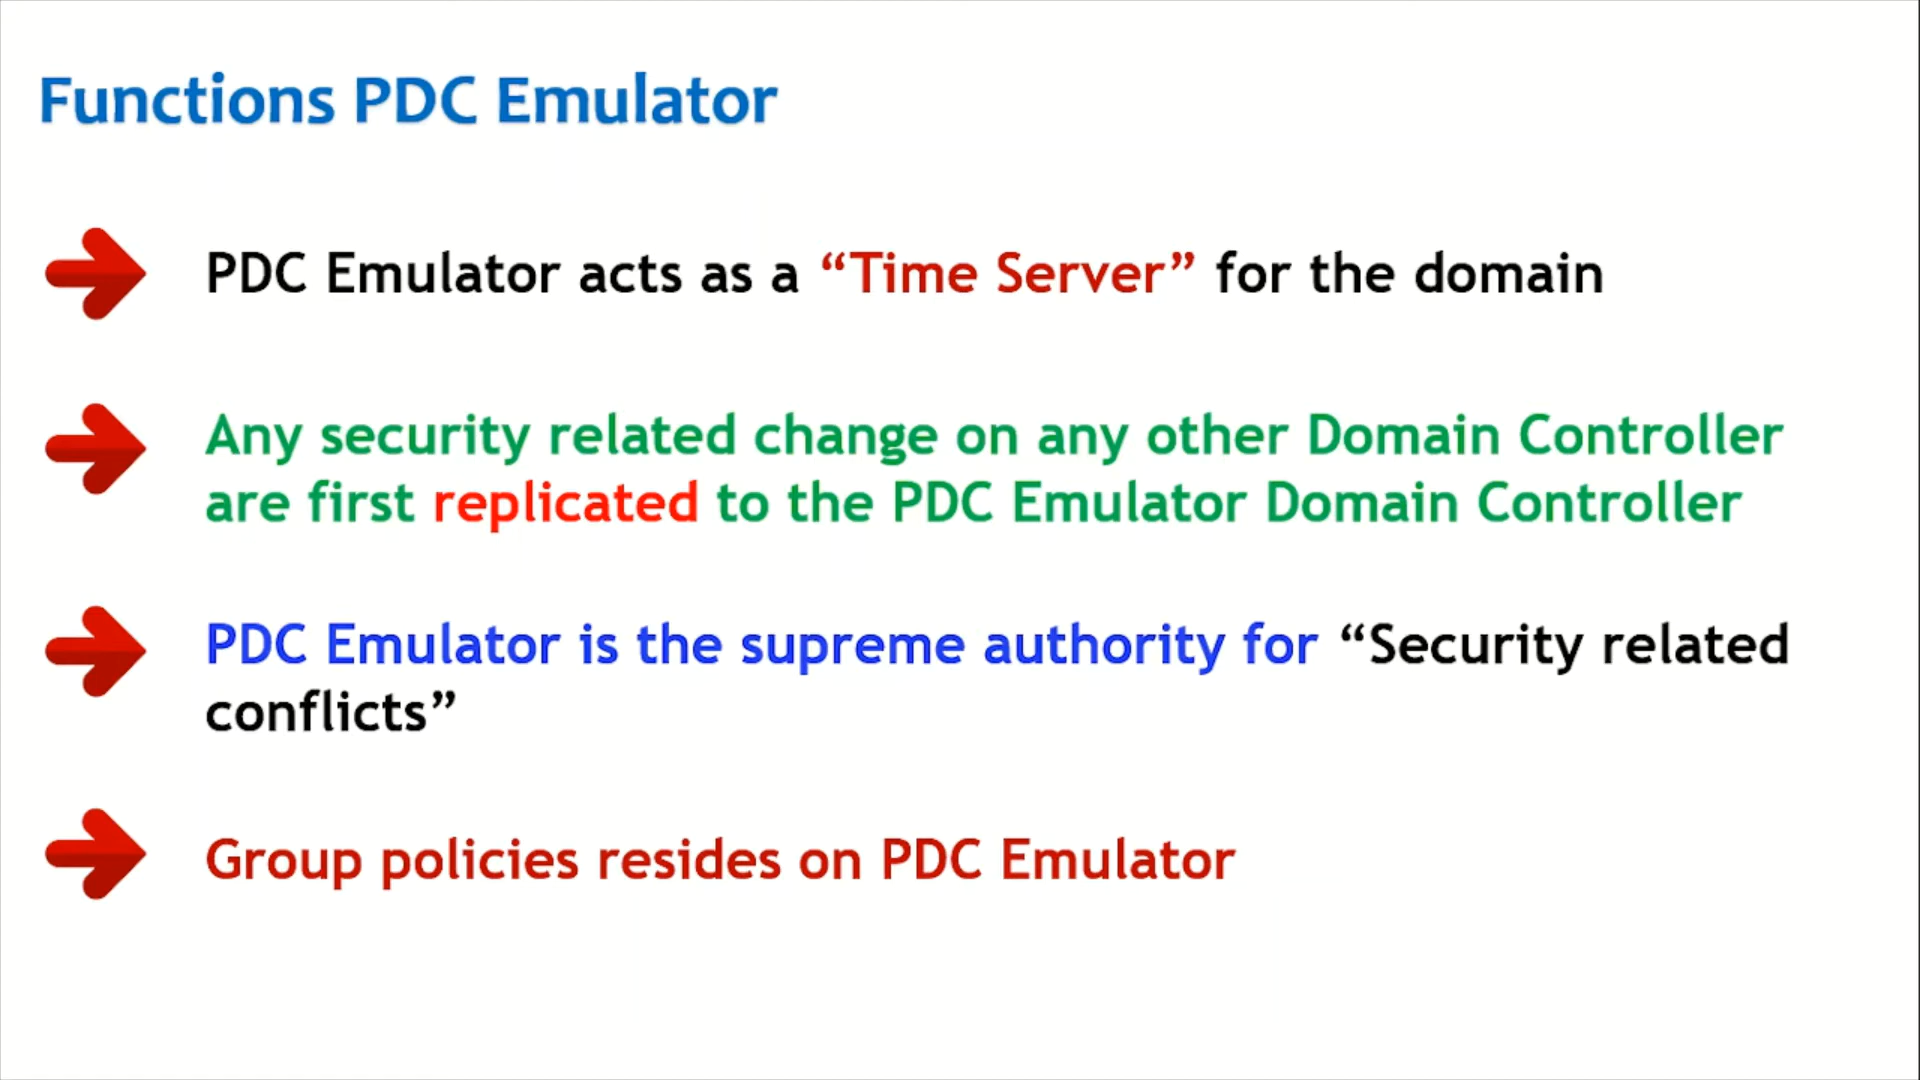 Functions PDC Emulator
PDC Emulator acts as a “Time Server” for the domain
Any security related change on any other Domain Controller
are first replicated to the PDC Emulator Domain Controller
PDC Emulator is the supreme authority for “Security related
conflicts”
Group policies resides on PDC Emulator